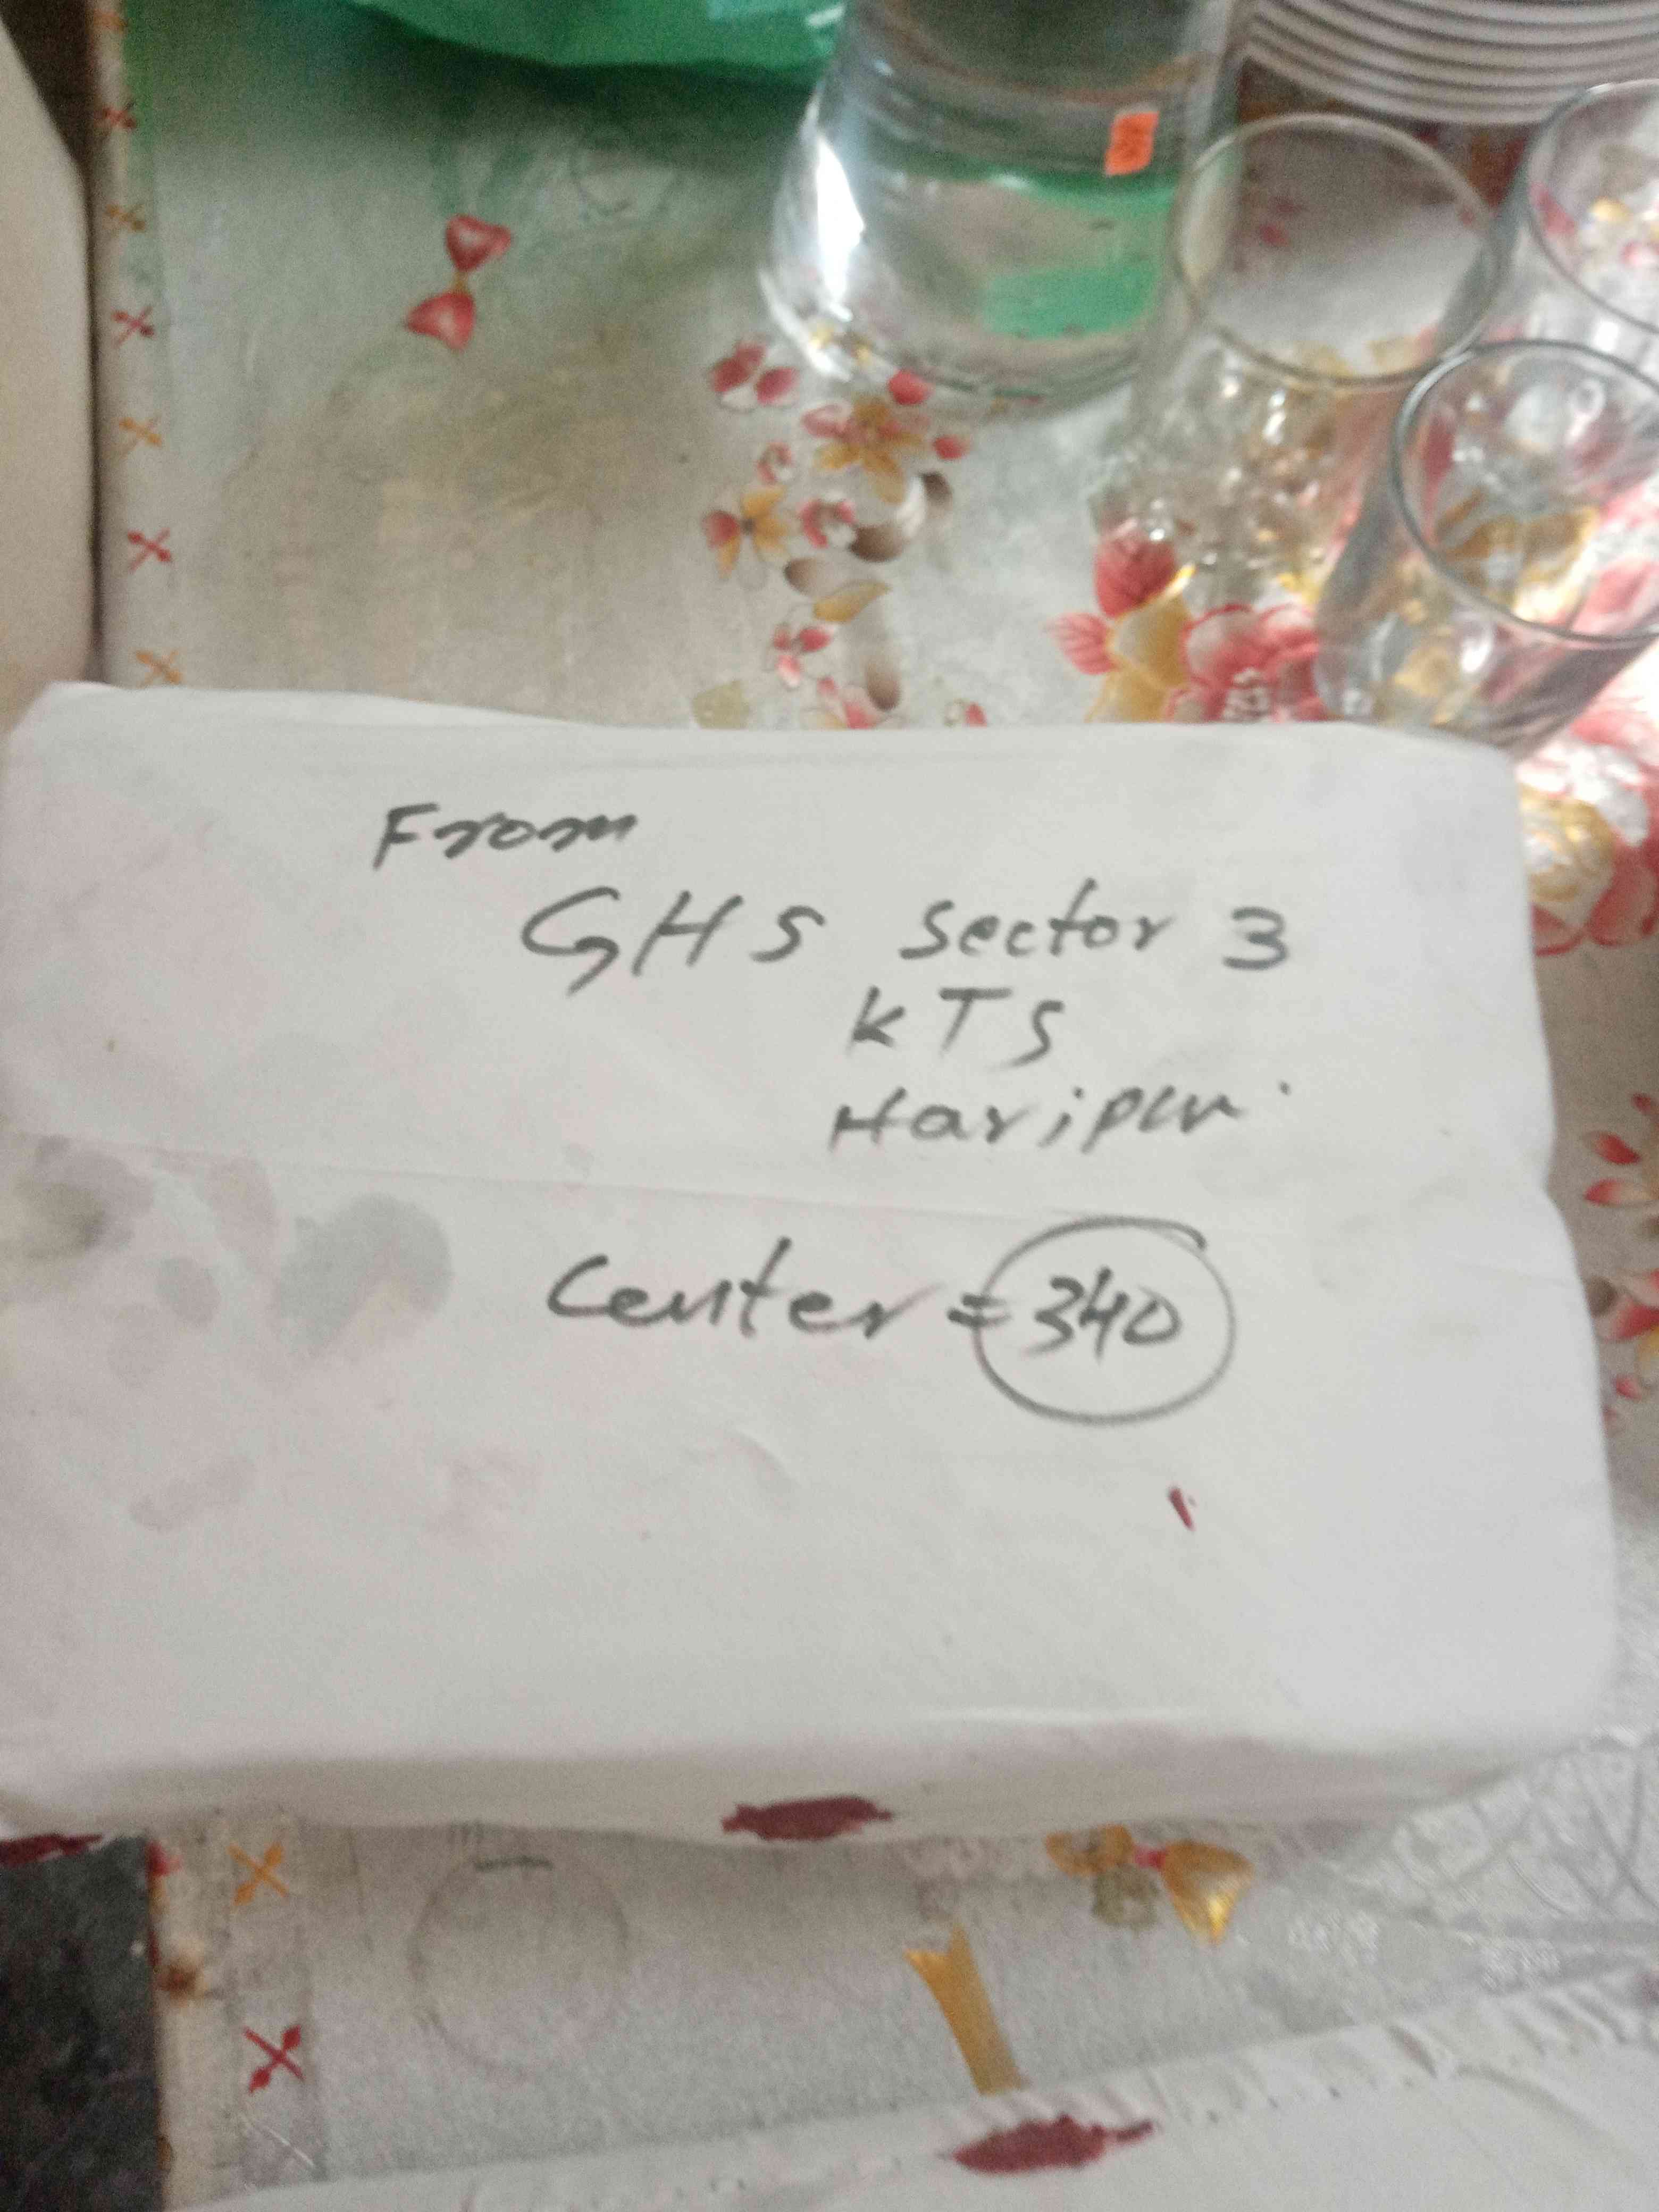 From
GHS Sector 3
KTS
Haripur.
Center = 340